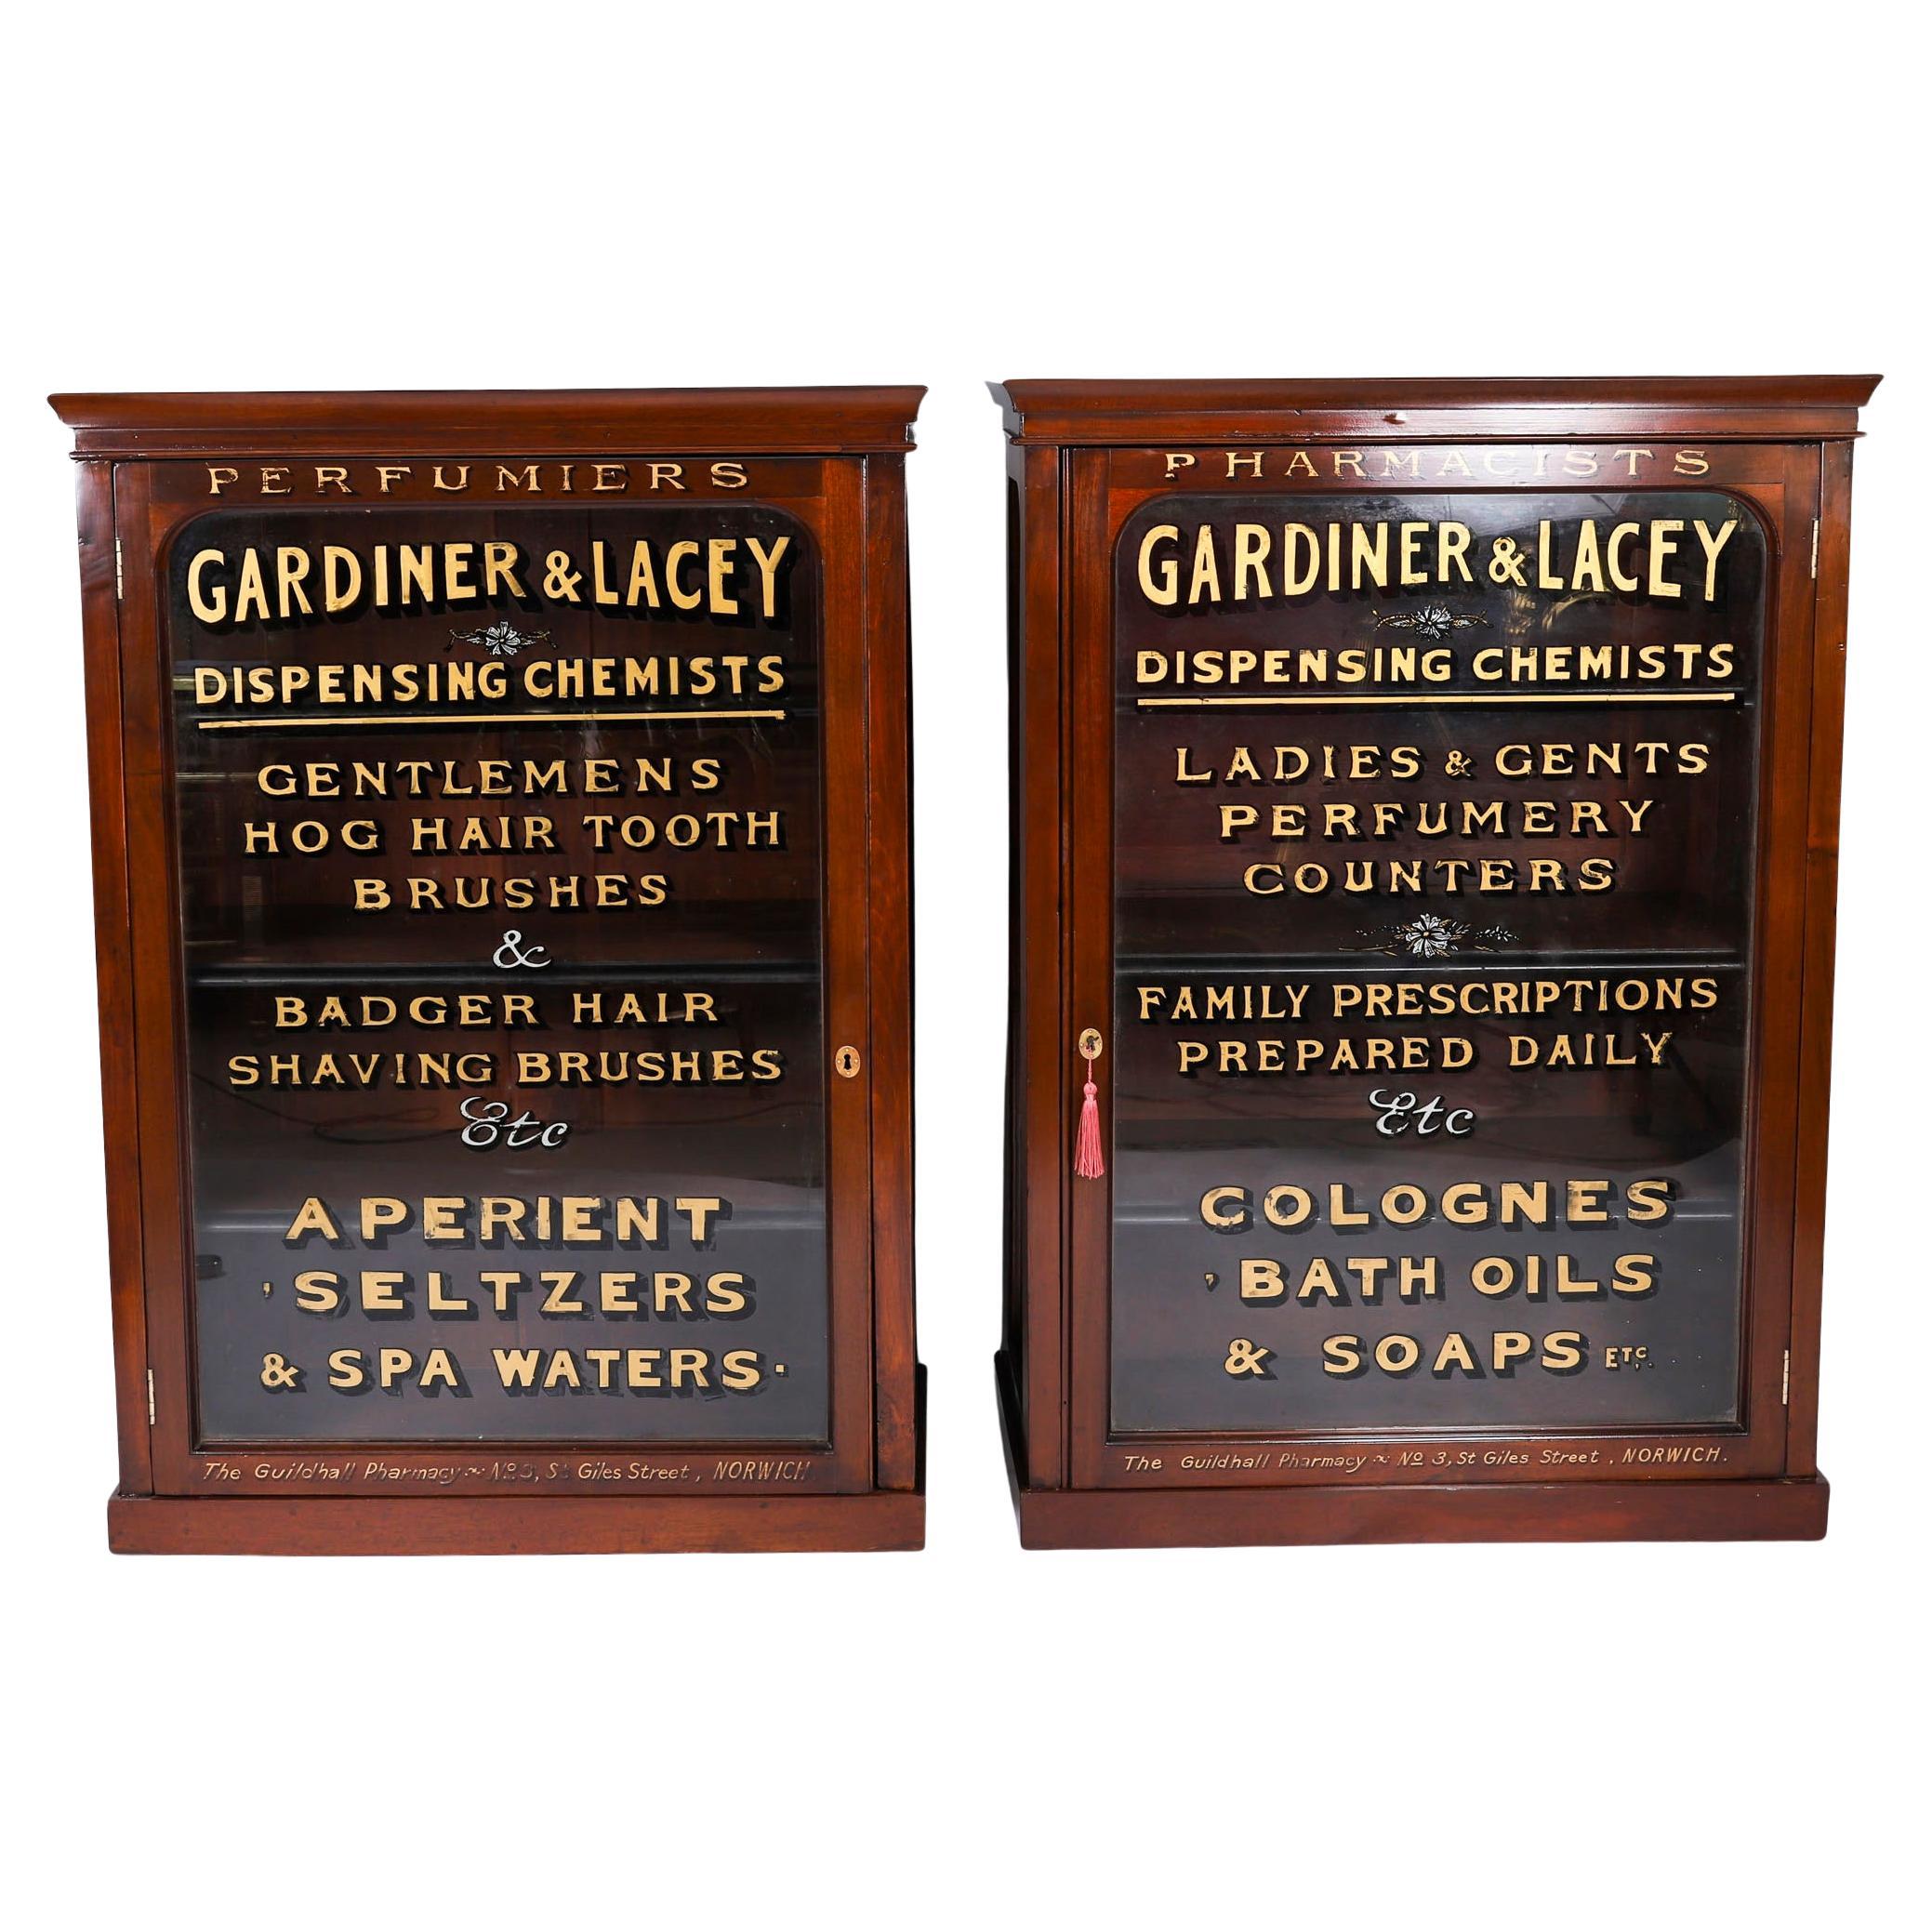 PERFUMIERS
GARDINER & LACEY
DISPENSING CHEMISTS
GENTLEMENS
HOG HAIR TOOTH
BRUSHES
&
BADGER HAIR
SHAVING BRUSHES
Etc
APERIENT
'SELTZERS
& SPA WATERS.
The Guildhall Pharmacy ~ No 3, St Giles Street, NORWICH
PHARMACISTS
GARDINER & LACEY
DISPENSING CHEMISTS
LADIES & GENTS
PERFUMERY
COUNTERS
FAMILY PRESCRIPTIONS
PREPARED DAILY
Etc
COLOGNES
'BATH OILS
& SOAPS ETC.
The Guildhall Pharmacy ~ No 3, St Giles Street, NORWICH.